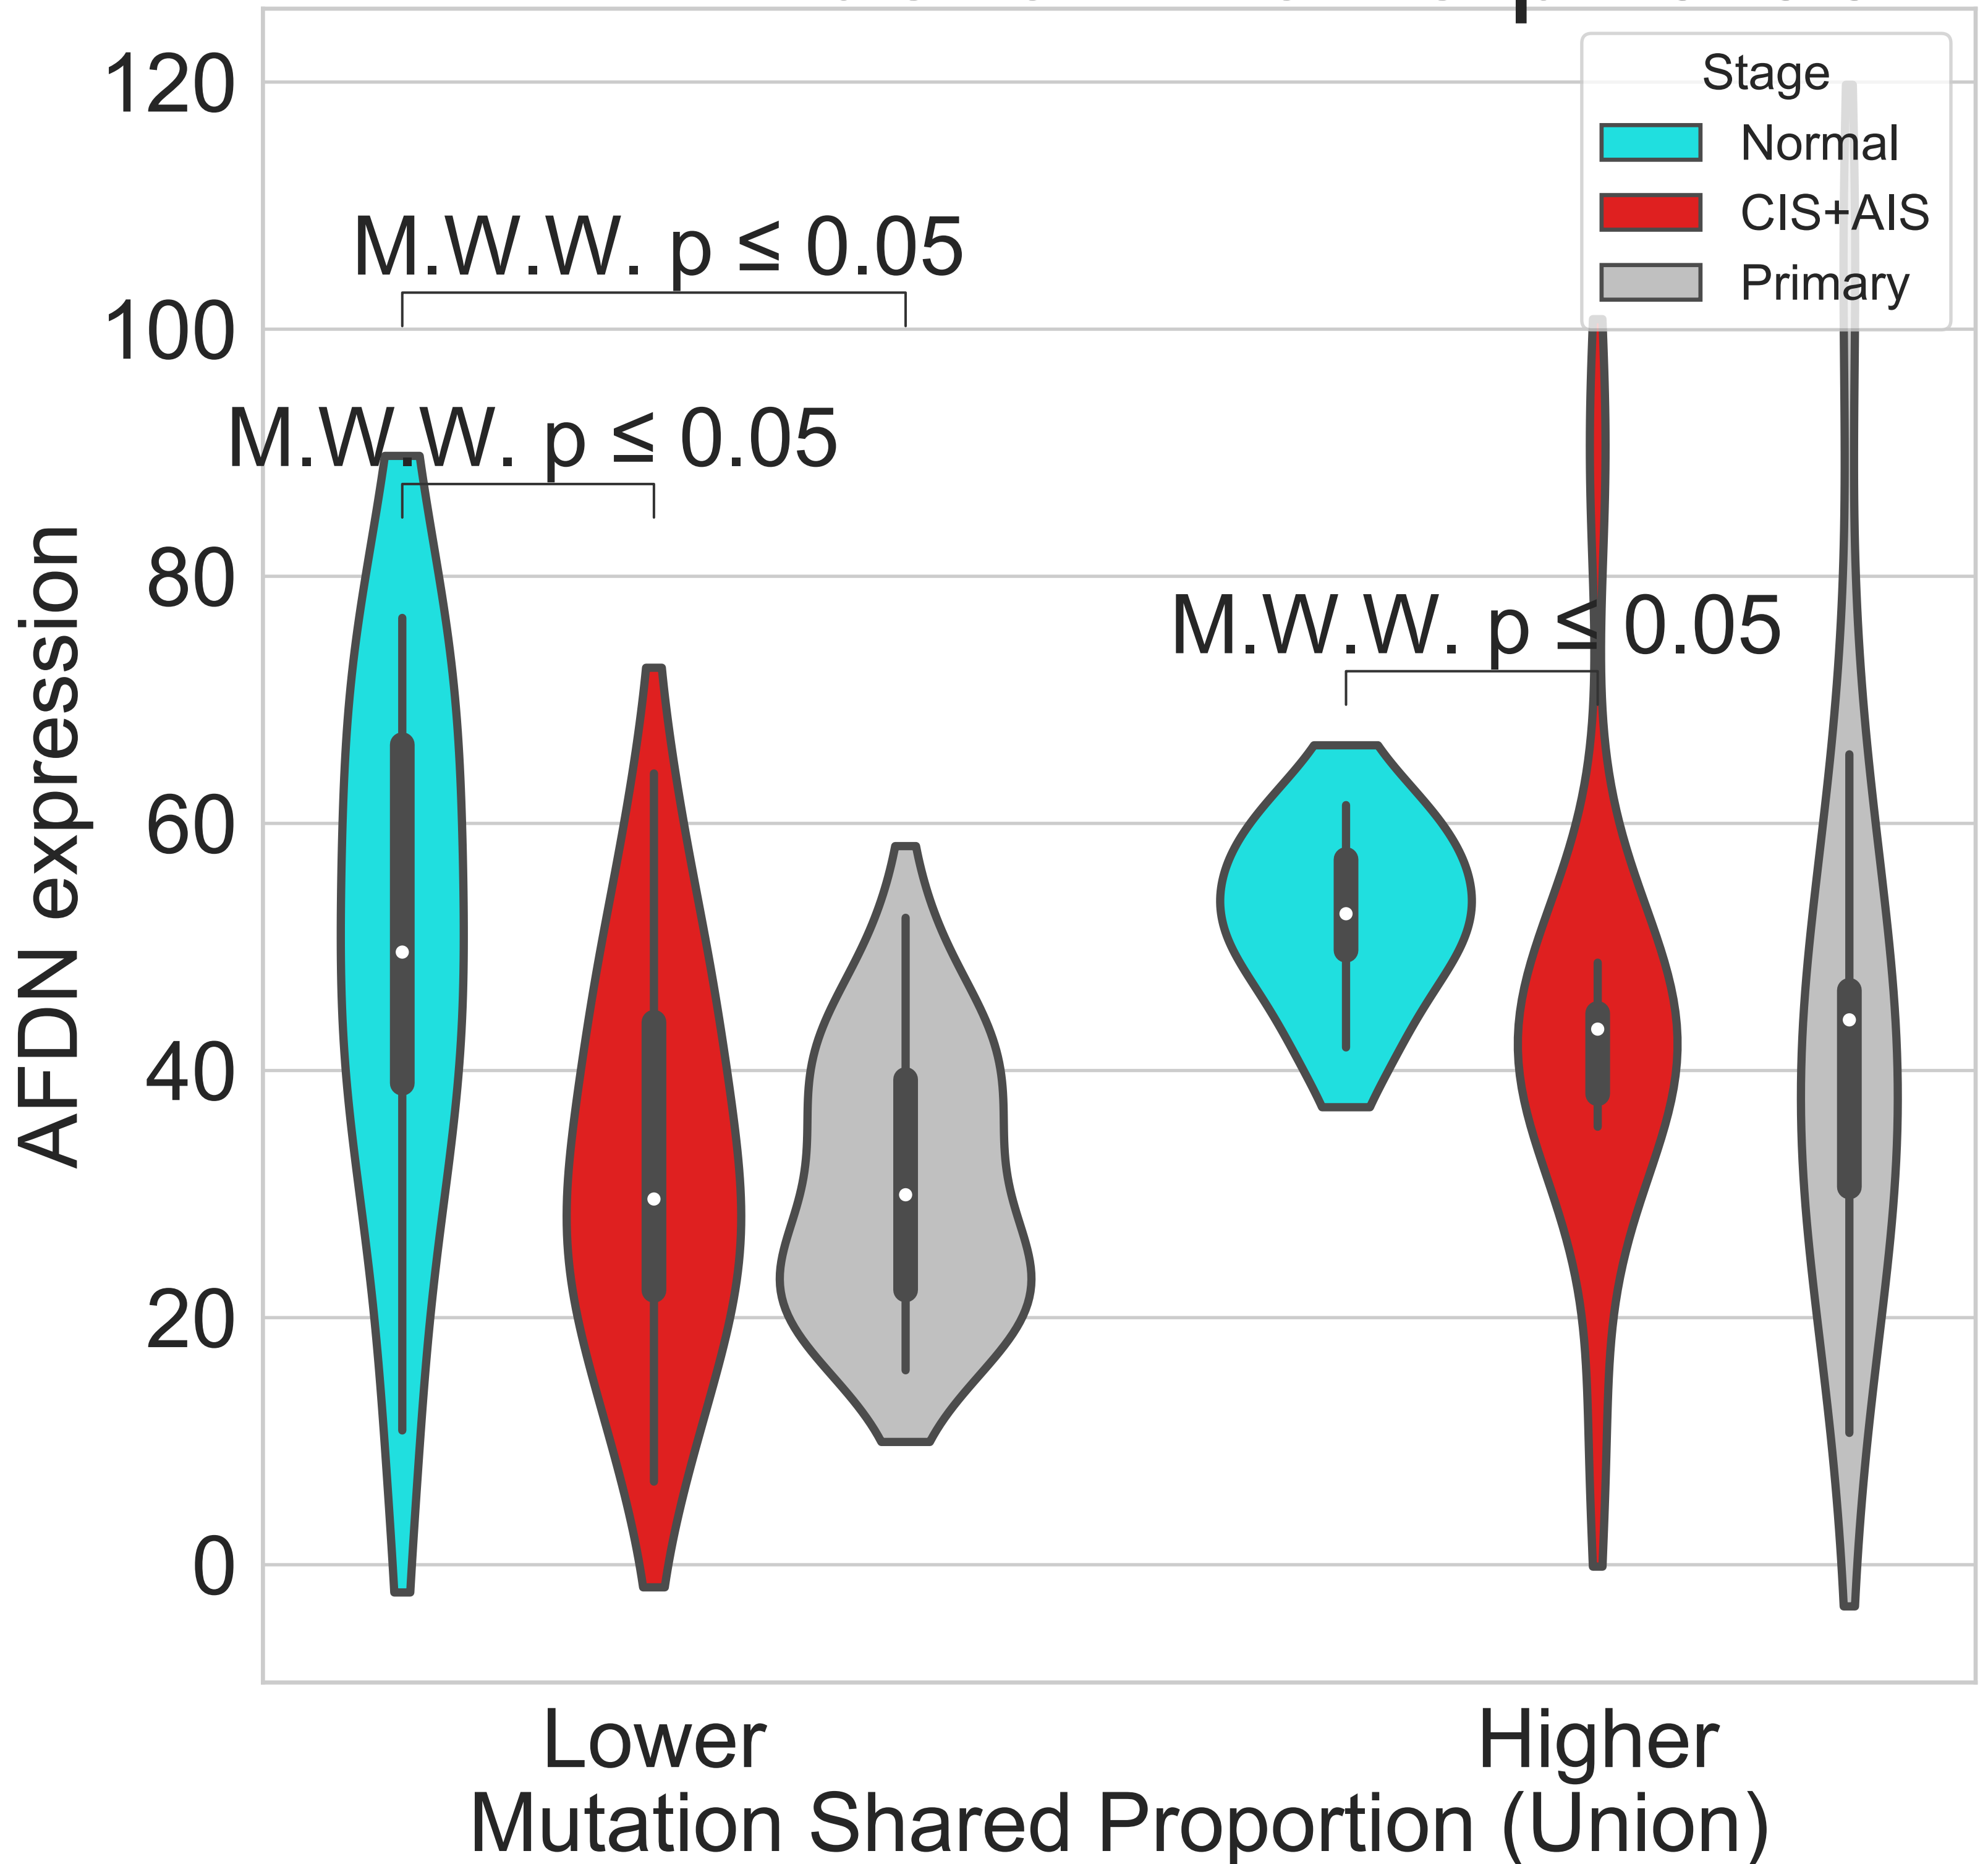 120
100
80
60
40
20
0
AFDN expression
Stage
Normal
CIS+AIS
Primary
M.W.W. p ≤ 0.05
M.W.W. p ≤ 0.05
M.W.W. p ≤ 0.05
Lower
Higher
Mutation Shared Proportion (Union)